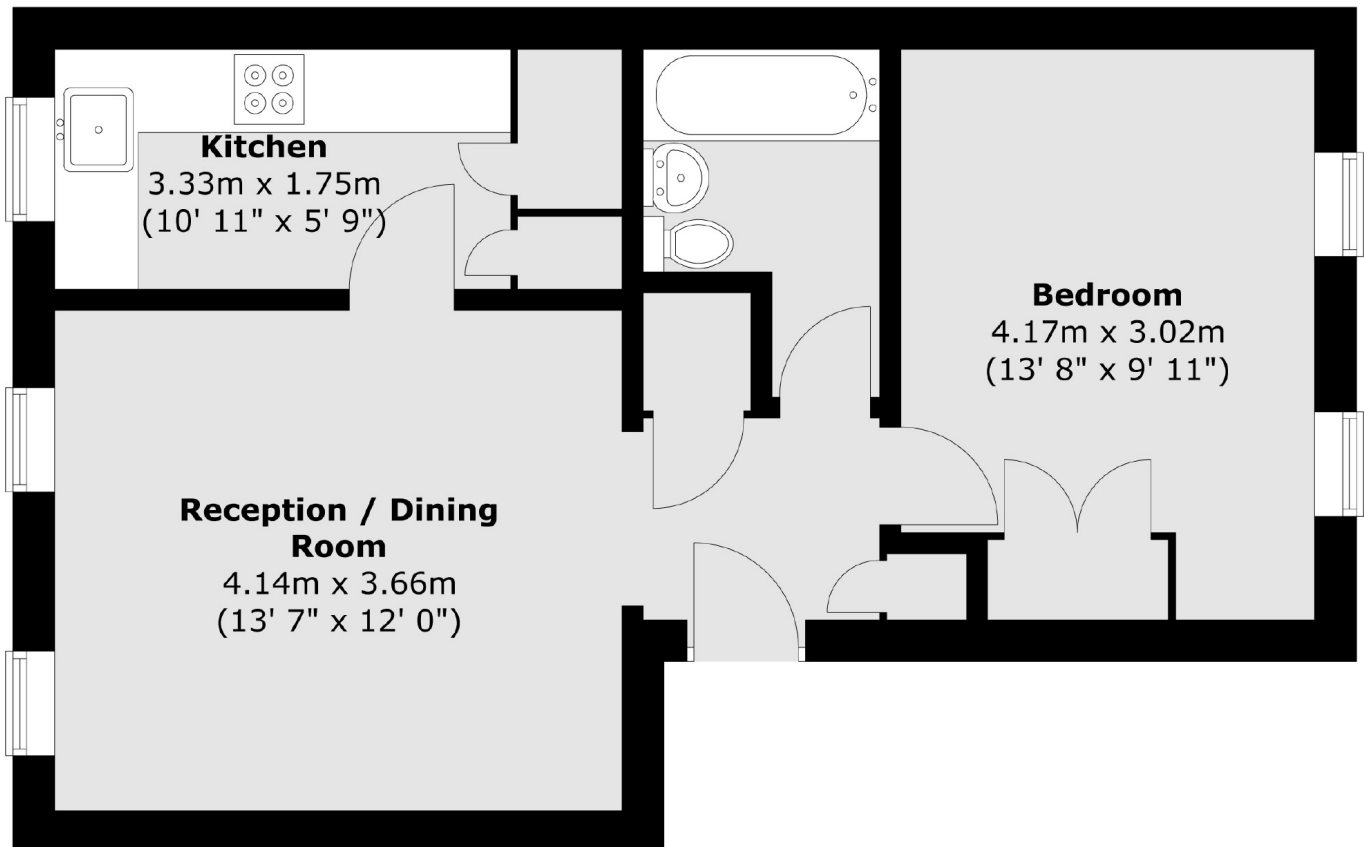 Kitchen
3.33m x 1.75m
(10' 11" x 5' 9")
Bedroom
4.17m x 3.02m
(13' 8" x 9' 11")
Reception / Dining
Room
4.14m x 3.66m
(13' 7" x 12' 0")